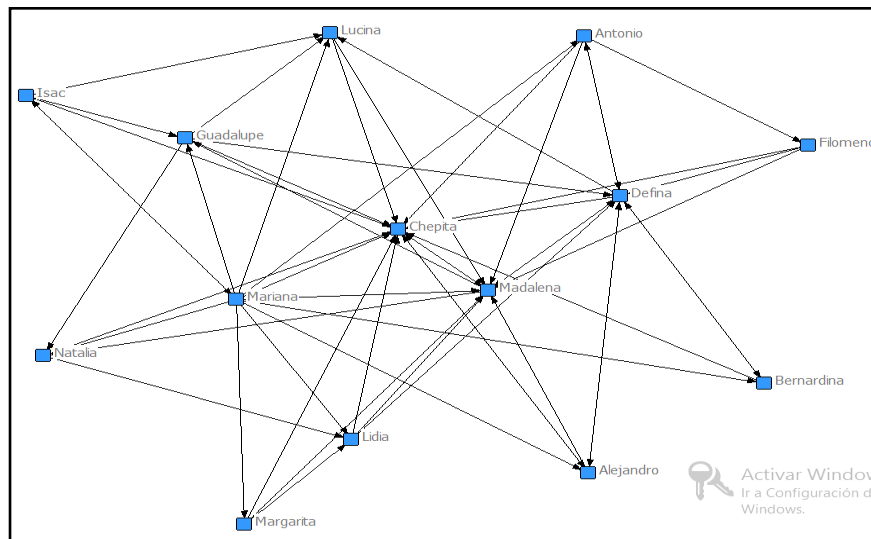 Lucina
Antonio
Isac
Guadalupe
Filomeno
Defina
Chepita
Madalena
Mariana
Natalia
Bernardina
Lidia
Alejandro
Margarita
Activar Window
Ir a Configuración d
Windows.